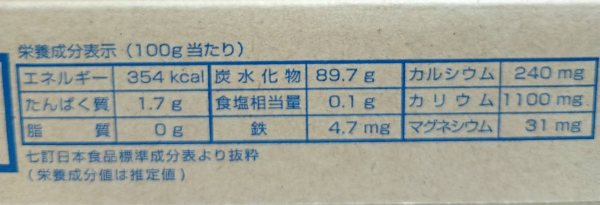 栄養成分表示（100g当たり）
エネルギー 354 kcal 炭水化物 89.7 g カルシウム 240 mg
たんぱく質 1.7 g 食塩相当量 0.1 g カリウム 1100 mg
脂質 0 g 鉄 4.7 mg マグネシウム 31 mg
七訂日本食品標準成分表より抜粋
（栄養成分値は推定値）